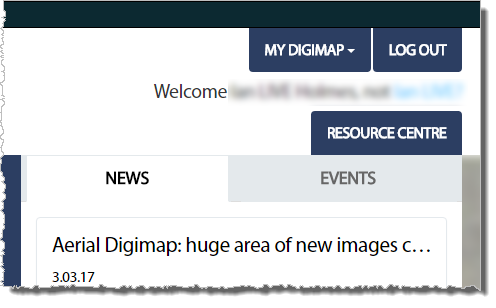 MY DIGIMAP LOG OUT
Welcome
RESOURCE CENTRE
NEWS EVENTS
Aerial Digimap: huge area of new images c…
3.03.17